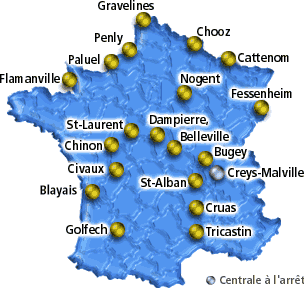 Gravelines
Chooz
Penly
Cattenom
Paluel
Flamanville
Nogent
Fessenheim
St-Laurent
Dampierre,
Belleville
Chinon
Bugey
Civaux
Creys-Malville
St-Alban
Blayais
Cruas
Golfech
Tricastin
Centrale à l'arrêt